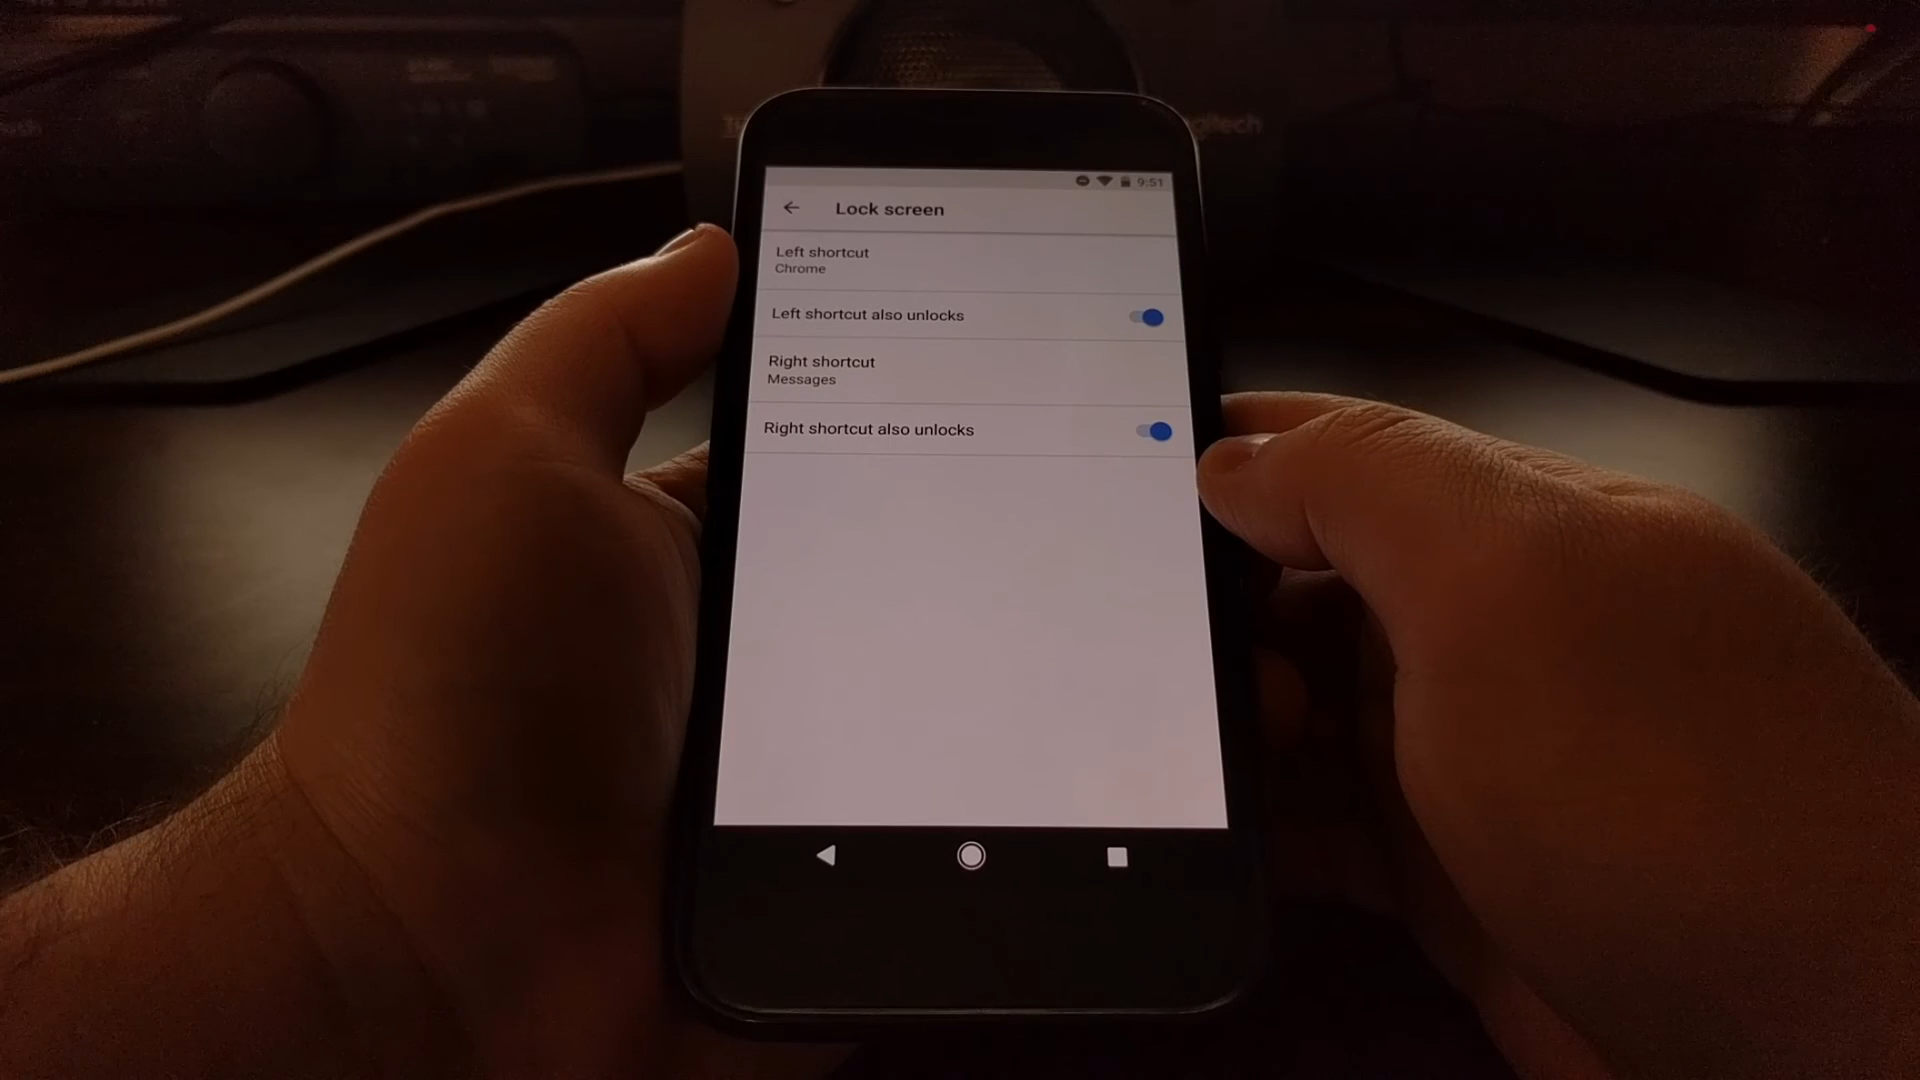 9:51
Lock screen
Left shortcut
Chrome
Left shortcut also unlocks
Right shortcut
Messages
Right shortcut also unlocks